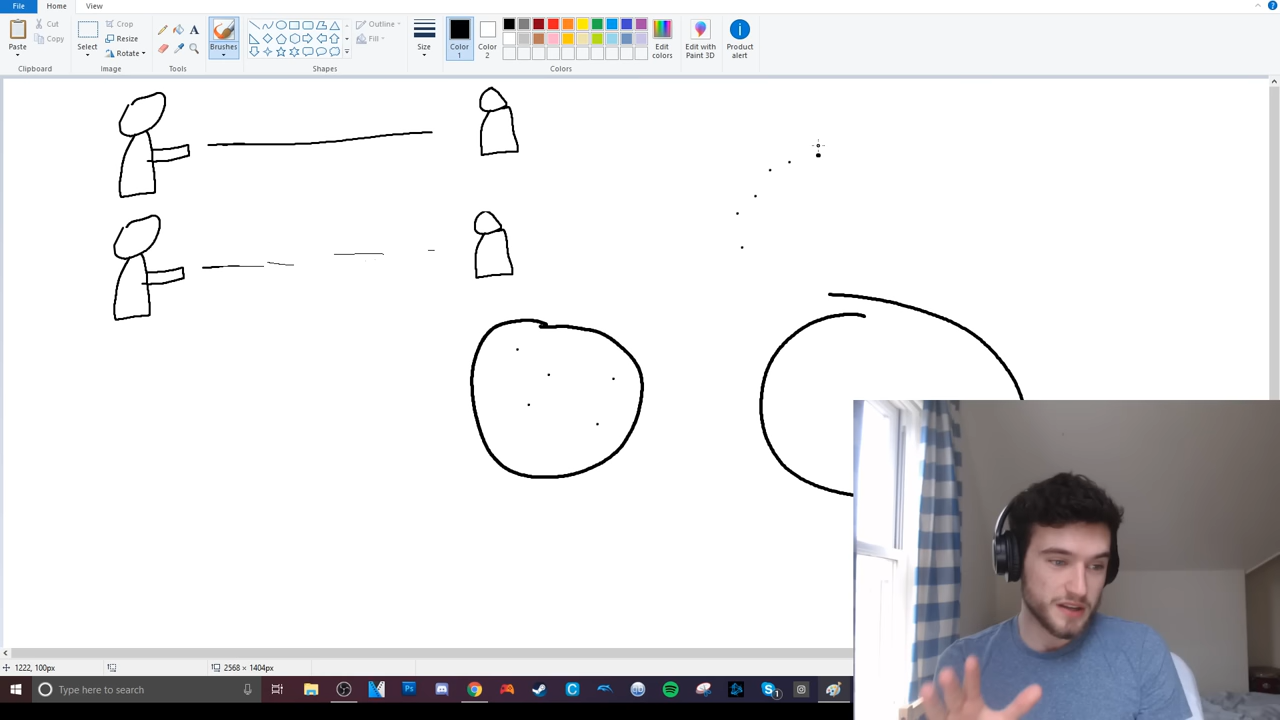 File Home View
Paste Cut Copy Clipboard
Select Crop Resize Rotate Image
Tools
Brushes
Outline Fill Shapes
Size
Color 1
Color 2
Edit colors
Colors
Edit with Paint 3D
Product alert
1222, 100px 2568 × 1404px
Type here to search